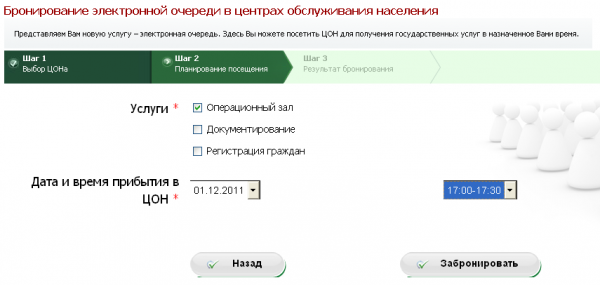 Бронирование электронной очереди в центрах обслуживания населения
Представляем Вам новую услугу – электронная очередь. Здесь Вы можете посетить ЦОН для получения государственных услуг в назначенное Вами время.
Шаг 1
Выбор ЦОНа
Шаг 2
Планирование посещения
Шаг 3
Результат бронирования
Услуги *
Операционный зал
Документирование
Регистрация граждан
Дата и время прибытия в
ЦОН *
01.12.2011
17:00-17:30
Назад
Забронировать